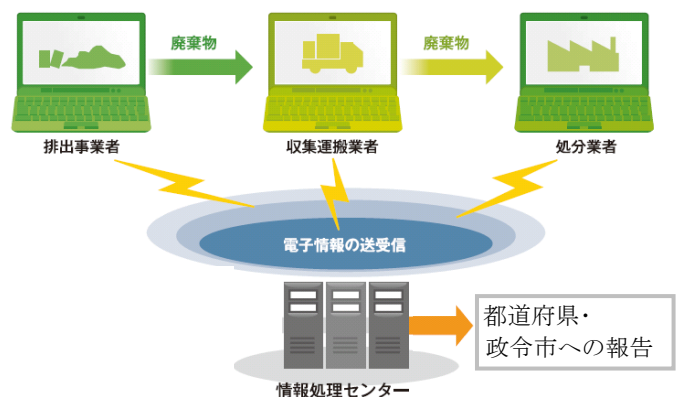 廃棄物
廃棄物
排出事業者
収集運搬業者
処分業者
電子情報の送受信
都道府県・
政令市への報告
情報処理センター